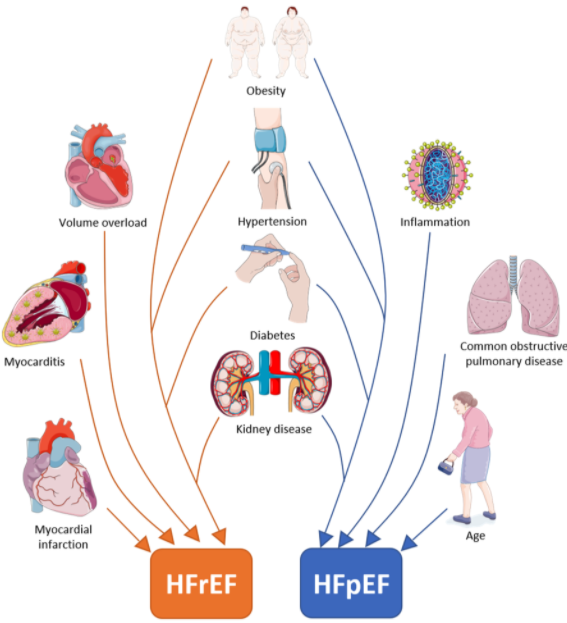 Obesity
Volume overload
Hypertension
Inflammation
Diabetes
Myocarditis
Common obstructive
pulmonary disease
Kidney disease
Myocardial
infarction
Age
HFrEF
HFpEF